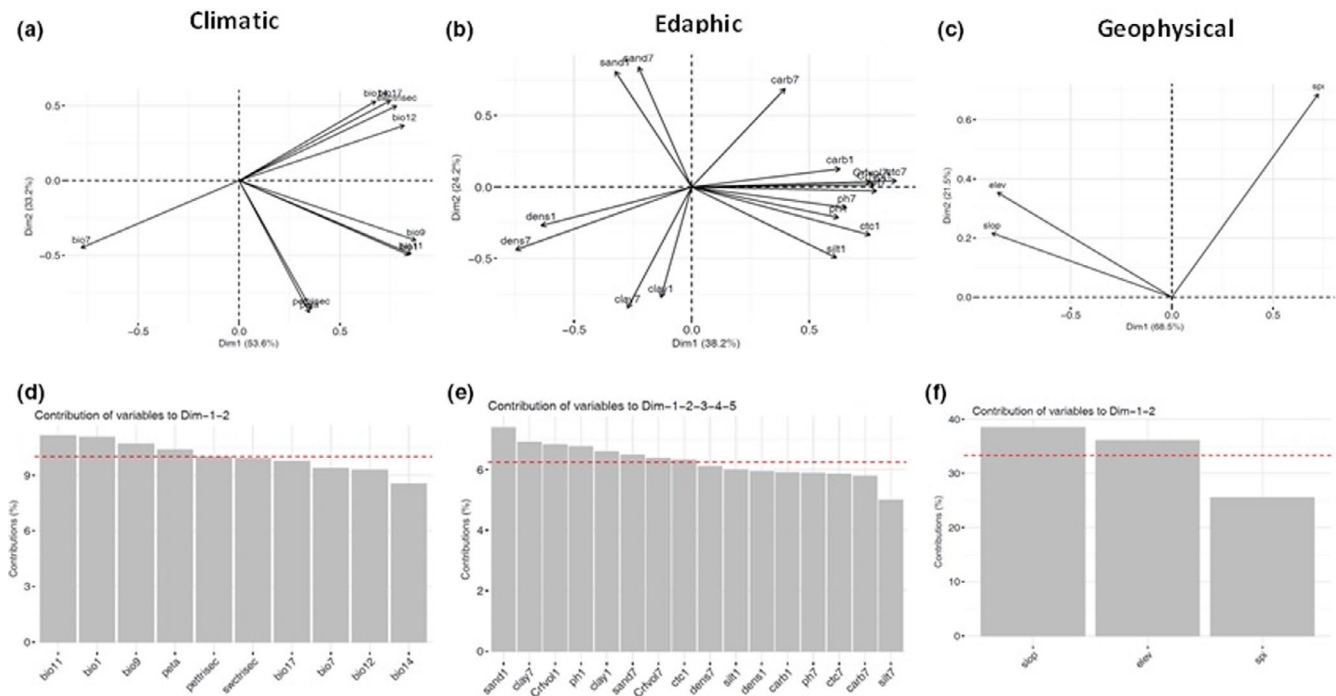 Climatic
Edaphic
Geophysical
(a)
(b)
(c)
bio17
bio12
bio9
bio11
bio7
0.5
0.0
−0.5
Dim2 (33.2%)
−0.5
0.0
0.5
Dim1 (53.6%)
sand1
sand7
carb7
carb1
ctc7
ph7
ctc1
silt1
dens1
dens7
clay7
clay1
0.5
0.0
−0.5
Dim2 (24.2%)
−0.5
0.0
0.5
Dim1 (38.2%)
spi
elev
slop
0.6
0.4
0.2
0.0
Dim2 (21.5%)
−0.5
0.0
0.5
Dim1 (68.5%)
(d)
(e)
(f)
Contribution of variables to Dim−1−2
9
6
3
0
Contributions (%)
bio11
bio1
bio9
peta
pettrisec
swctrisec
bio17
bio7
bio12
bio14
Contribution of variables to Dim−1−2−3−4−5
6
4
2
0
Contributions (%)
sand1
clay7
Crfvol1
ph1
clay1
sand7
Crfvol7
ctc1
dens7
silt1
dens1
carb1
ph7
ctc7
carb7
silt7
Contribution of variables to Dim−1−2
40
30
20
10
0
Contributions (%)
slop
elev
spi